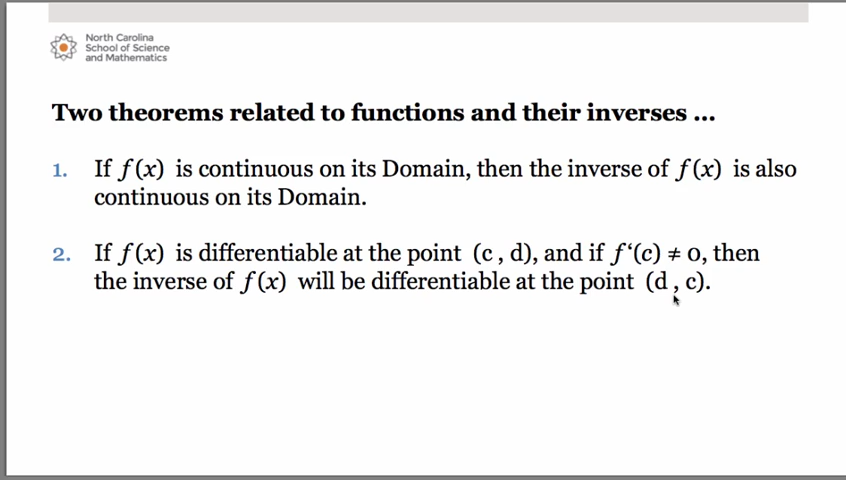 North Carolina
School of Science
and Mathematics
Two theorems related to functions and their inverses ...
1. If f(x) is continuous on its Domain, then the inverse of f(x) is also
continuous on its Domain.
2. If f(x) is differentiable at the point (c , d), and if f‘(c) ≠ 0, then
the inverse of f(x) will be differentiable at the point (d , c).